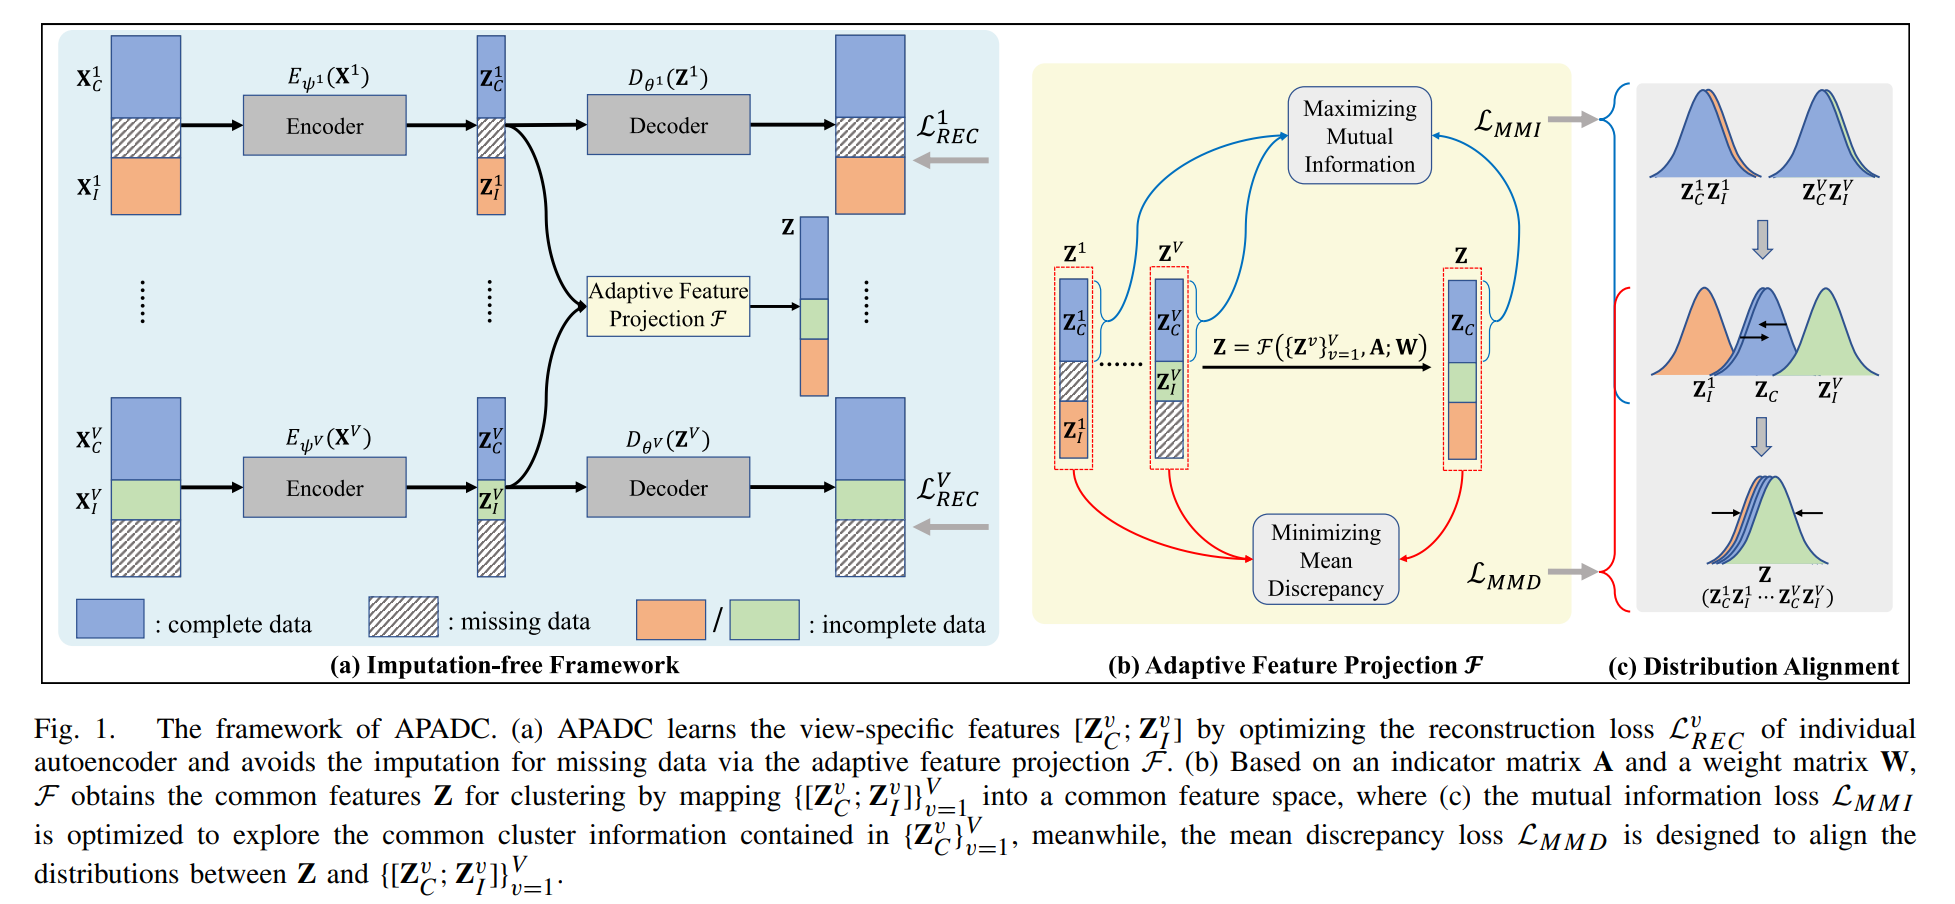 X_C^1
E_{ψ^1}(X^1)
Z_C^1
D_{θ^1}(Z^1)
Encoder
Decoder
ℒ_{REC}^1
X_I^1
Z_I^1
Z
Adaptive Feature
Projection ℱ
X_C^V
E_{ψ^V}(X^V)
Z_C^V
D_{θ^V}(Z^V)
Encoder
Decoder
ℒ_{REC}^V
X_I^V
Z_I^V
: complete data
: missing data
/
: incomplete data
(a) Imputation-free Framework
Maximizing
Mutual
Information
ℒ_{MMI}
Z^1
Z^V
Z
Z_C^1
Z_C^V
Z_C
Z = ℱ({Z^v}_{v=1}^V, A; W)
......
Z_I^V
Z_I^1
Minimizing
Mean
Discrepancy
ℒ_{MMD}
(b) Adaptive Feature Projection ℱ
Z_C^1 Z_I^1
Z_C^V Z_I^V
Z_I^1
Z_C
Z_I^V
Z
(Z_C^1 Z_I^1 ⋯ Z_C^V Z_I^V)
(c) Distribution Alignment
Fig. 1. The framework of APADC. (a) APADC learns the view-specific features [Z_C^v; Z_I^v] by optimizing the reconstruction loss ℒ_{REC}^v of individual
autoencoder and avoids the imputation for missing data via the adaptive feature projection ℱ. (b) Based on an indicator matrix A and a weight matrix W,
ℱ obtains the common features Z for clustering by mapping {[Z_C^v; Z_I^v]}_{v=1}^V into a common feature space, where (c) the mutual information loss ℒ_{MMI}
is optimized to explore the common cluster information contained in {Z_C^v}_{v=1}^V, meanwhile, the mean discrepancy loss ℒ_{MMD} is designed to align the
distributions between Z and {[Z_C^v; Z_I^v]}_{v=1}^V.